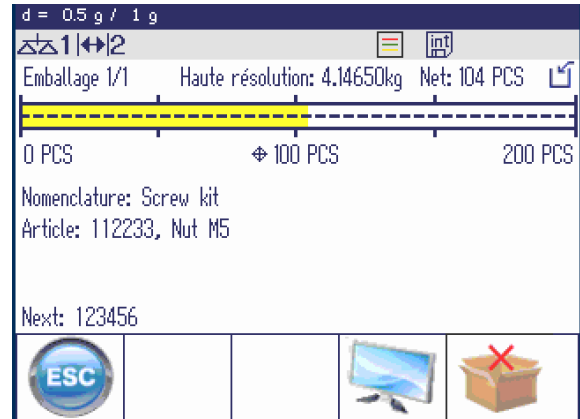 d = 0.5 g / 1 g
1 2
int
Emballage 1/1 Haute résolution: 4.14650kg Net: 104 PCS
0 PCS 100 PCS 200 PCS
Nomenclature: Screw kit
Article: 112233, Nut M5
Next: 123456
ESC